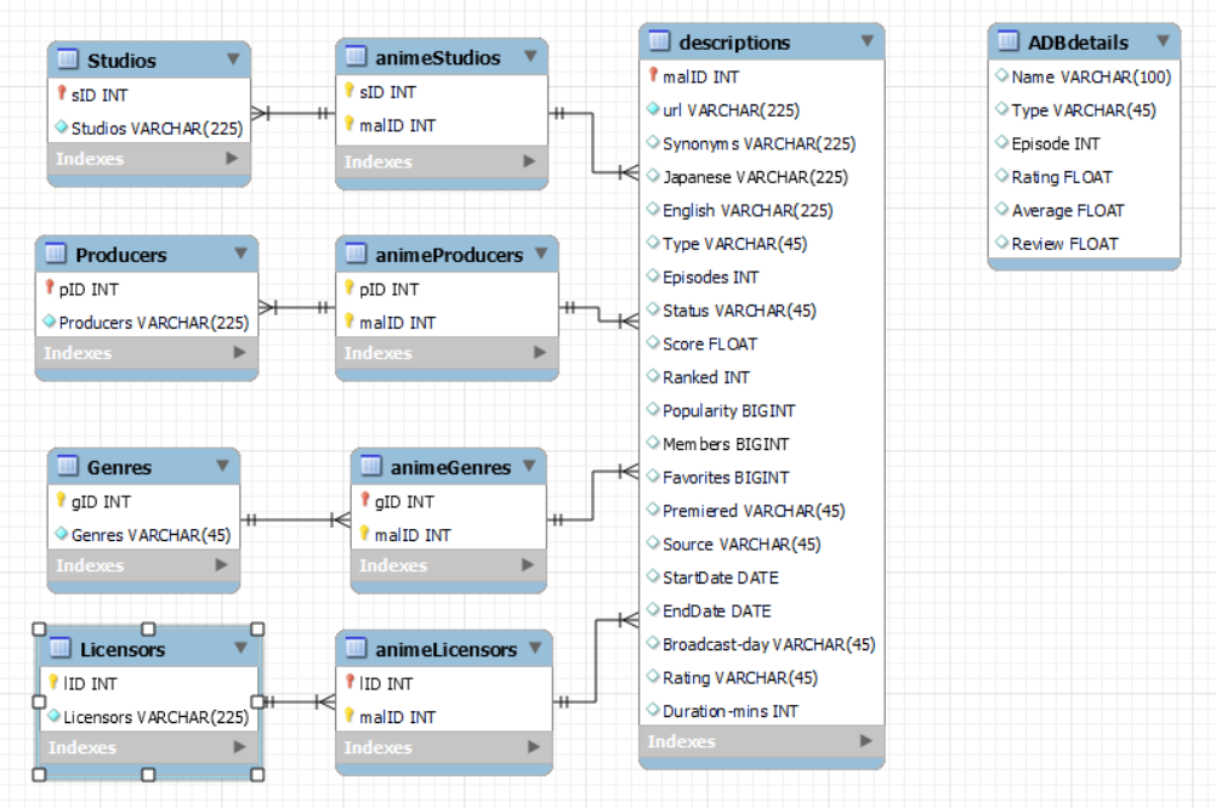 Studios
sID INT
Studios VARCHAR(225)
Indexes
animeStudios
sID INT
malID INT
Indexes
Producers
pID INT
Producers VARCHAR(225)
Indexes
animeProducers
pID INT
malID INT
Indexes
Genres
gID INT
Genres VARCHAR(45)
Indexes
animeGenres
gID INT
malID INT
Indexes
Licensors
lID INT
Licensors VARCHAR(225)
Indexes
animeLicensors
lID INT
malID INT
Indexes
descriptions
malID INT
url VARCHAR(225)
Synonyms VARCHAR(225)
Japanese VARCHAR(225)
English VARCHAR(225)
Type VARCHAR(45)
Episodes INT
Status VARCHAR(45)
Score FLOAT
Ranked INT
Popularity BIGINT
Members BIGINT
Favorites BIGINT
Premiered VARCHAR(45)
Source VARCHAR(45)
StartDate DATE
EndDate DATE
Broadcast-day VARCHAR(45)
Rating VARCHAR(45)
Duration-mins INT
Indexes
ADBdetails
Name VARCHAR(100)
Type VARCHAR(45)
Episode INT
Rating FLOAT
Average FLOAT
Review FLOAT